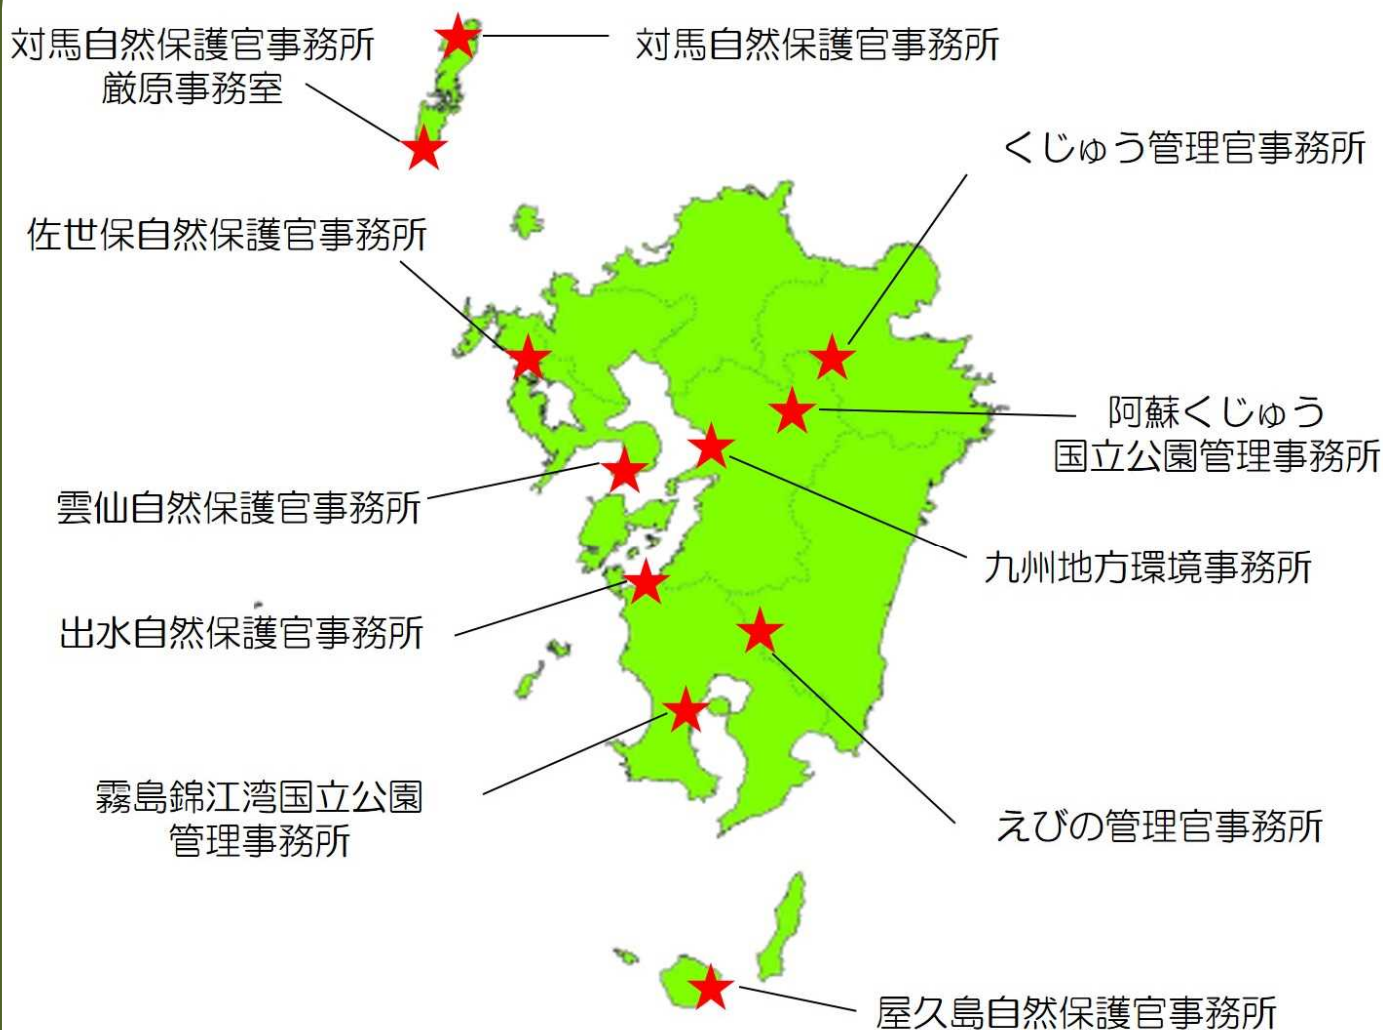 対馬自然保護官事務所
厳原事務室
対馬自然保護官事務所
くじゅう管理官事務所
佐世保自然保護官事務所
阿蘇くじゅう
国立公園管理事務所
雲仙自然保護官事務所
九州地方環境事務所
出水自然保護官事務所
霧島錦江湾国立公園
管理事務所
えびの管理官事務所
屋久島自然保護官事務所